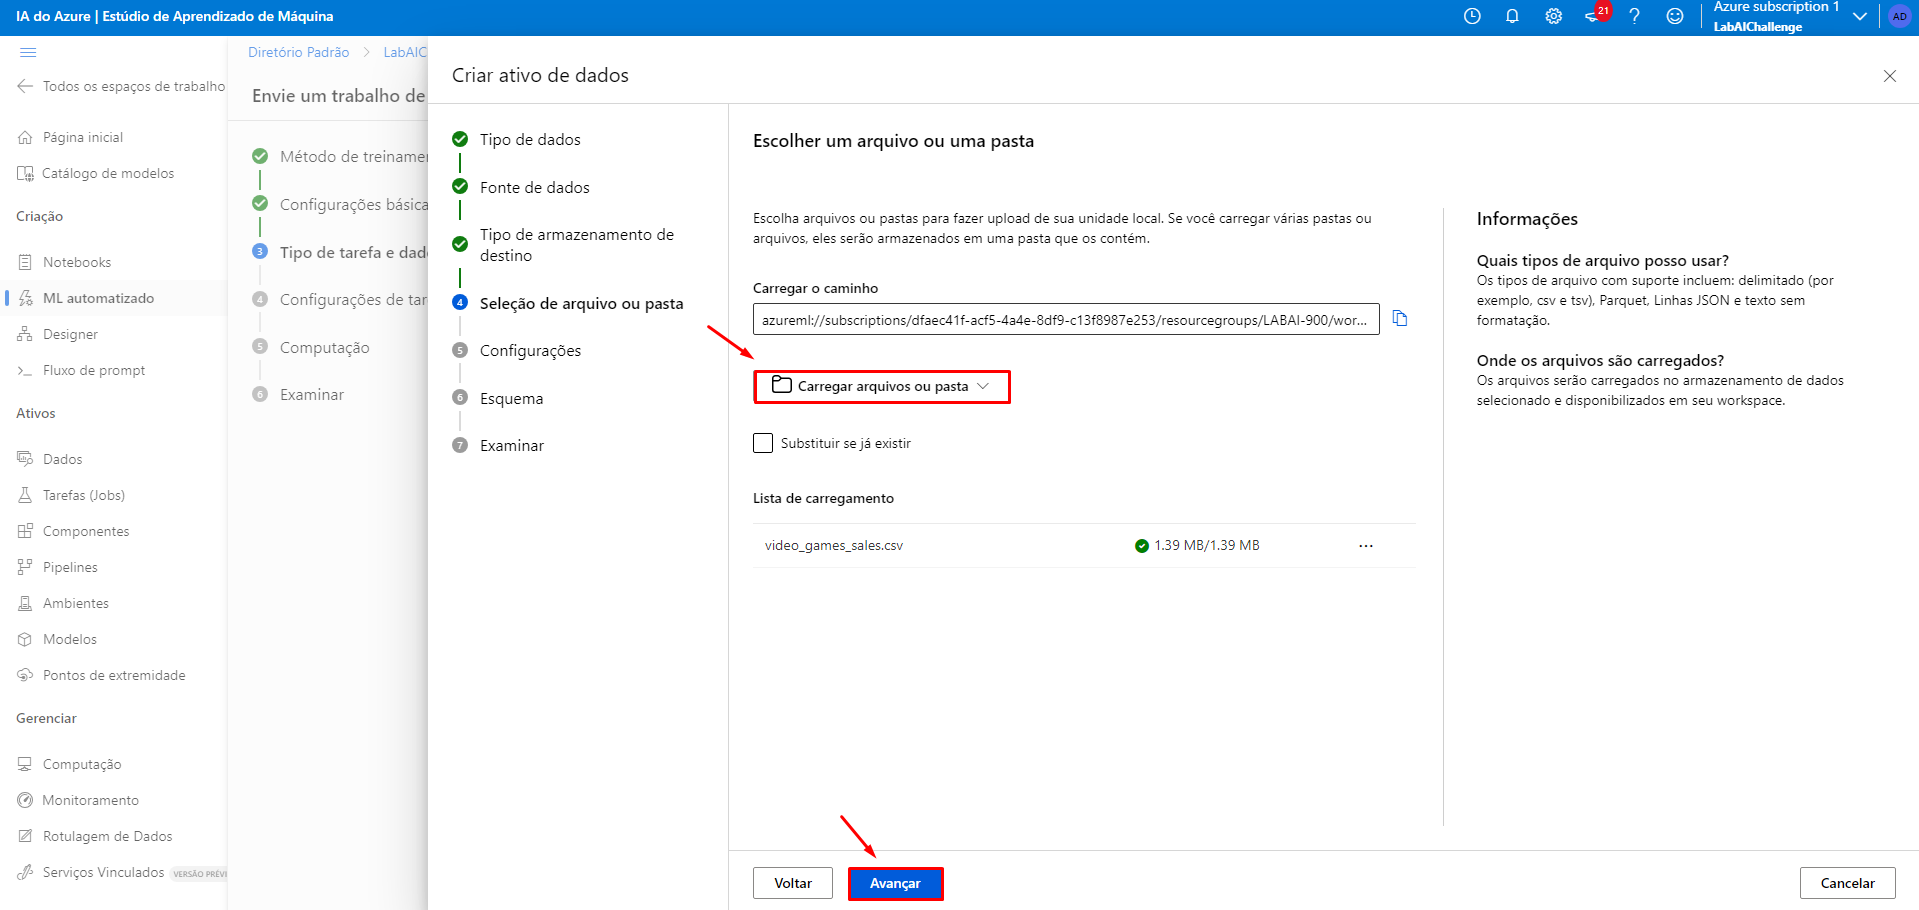 IA do Azure | Estúdio de Aprendizado de Máquina
21
Azure subscription 1
LabAIChallenge
AD
Todos os espaços de trabalho
Página inicial
Catálogo de modelos
Criação
Notebooks
ML automatizado
Designer
Fluxo de prompt
Ativos
Dados
Tarefas (Jobs)
Componentes
Pipelines
Ambientes
Modelos
Pontos de extremidade
Gerenciar
Computação
Monitoramento
Rotulagem de Dados
Serviços Vinculados VERSÃO PRÉVI
Diretório Padrão > LabAIC
Envie um trabalho de
Método de treinamen
Configurações básica
3 Tipo de tarefa e dad
4 Configurações de tar
5 Computação
6 Examinar
Criar ativo de dados
Tipo de dados
Fonte de dados
Tipo de armazenamento de
destino
4 Seleção de arquivo ou pasta
5 Configurações
6 Esquema
7 Examinar
Escolher um arquivo ou uma pasta
Escolha arquivos ou pastas para fazer upload de sua unidade local. Se você carregar várias pastas ou
arquivos, eles serão armazenados em uma pasta que os contém.
Carregar o caminho
azureml://subscriptions/dfaec41f-acf5-4a4e-8df9-c13f8987e253/resourcegroups/LABAI-900/wor...
Carregar arquivos ou pasta
Substituir se já existir
Lista de carregamento
video_games_sales.csv 1.39 MB/1.39 MB ...
Informações
Quais tipos de arquivo posso usar?
Os tipos de arquivo com suporte incluem: delimitado (por
exemplo, csv e tsv), Parquet, Linhas JSON e texto sem
formatação.
Onde os arquivos são carregados?
Os arquivos serão carregados no armazenamento de dados
selecionado e disponibilizados em seu workspace.
Voltar
Avançar
Cancelar